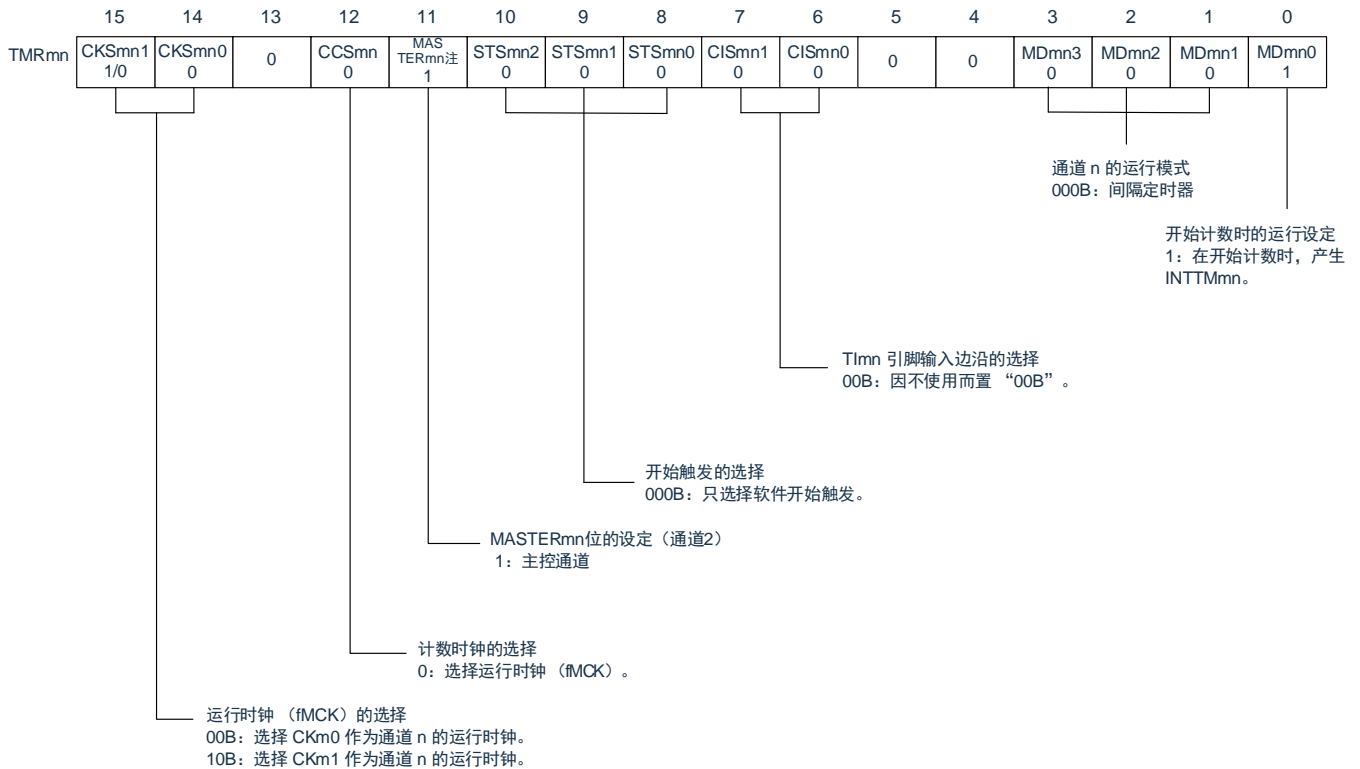 15 14 13 12 11 10 9 8 7 6 5 4 3 2 1 0
TMRmn CKSmn1 CKSmn0 0 CCSmn MAS TERmn注 STSmn2 STSmn1 STSmn0 CISmn1 CISmn0 0 0 MDmn3 MDmn2 MDmn1 MDmn0
1/0 0 0 1 0 0 0 0 0 0 0 0 1
通道 n 的运行模式
000B：间隔定时器
开始计数时的运行设定
1：在开始计数时，产生
INTTMmn。
TImn 引脚输入边沿的选择
00B：因不使用而置 “00B”。
开始触发的选择
000B：只选择软件开始触发。
MASTERmn位的设定（通道2）
1：主控通道
计数时钟的选择
0：选择运行时钟 （fMCK）。
运行时钟 （fMCK）的选择
00B：选择 CKm0 作为通道 n 的运行时钟。
10B：选择 CKm1 作为通道 n 的运行时钟。